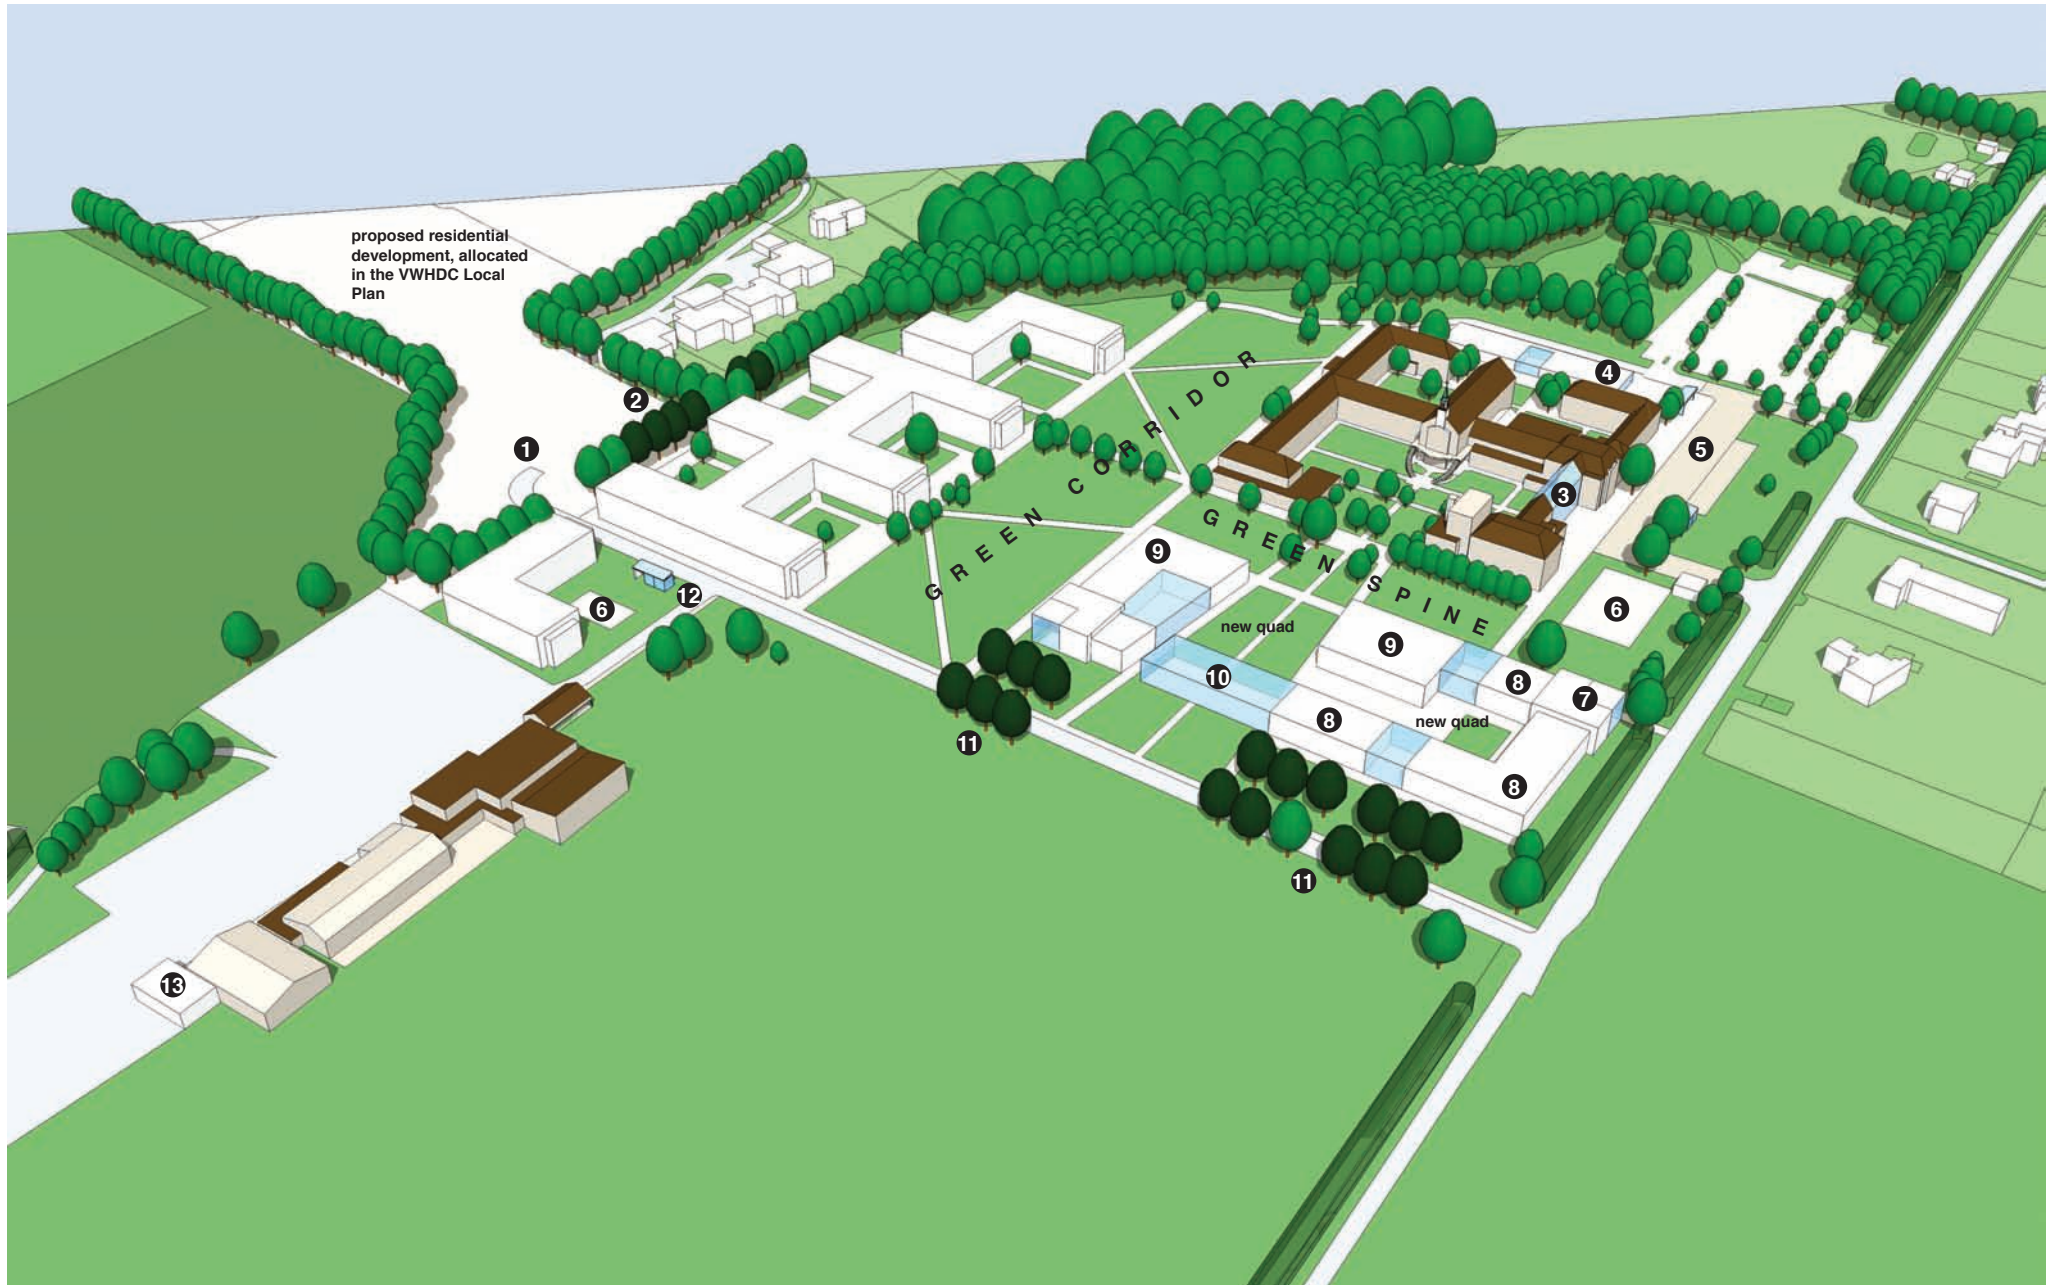 proposed residential
development, allocated
in the VWHDC Local
Plan
GREEN CORRIDOR
4
2
1
5
3
GREEN SPINE
9
12
6
6
new quad
9
10
8
7
8
new quad
11
8
11
13